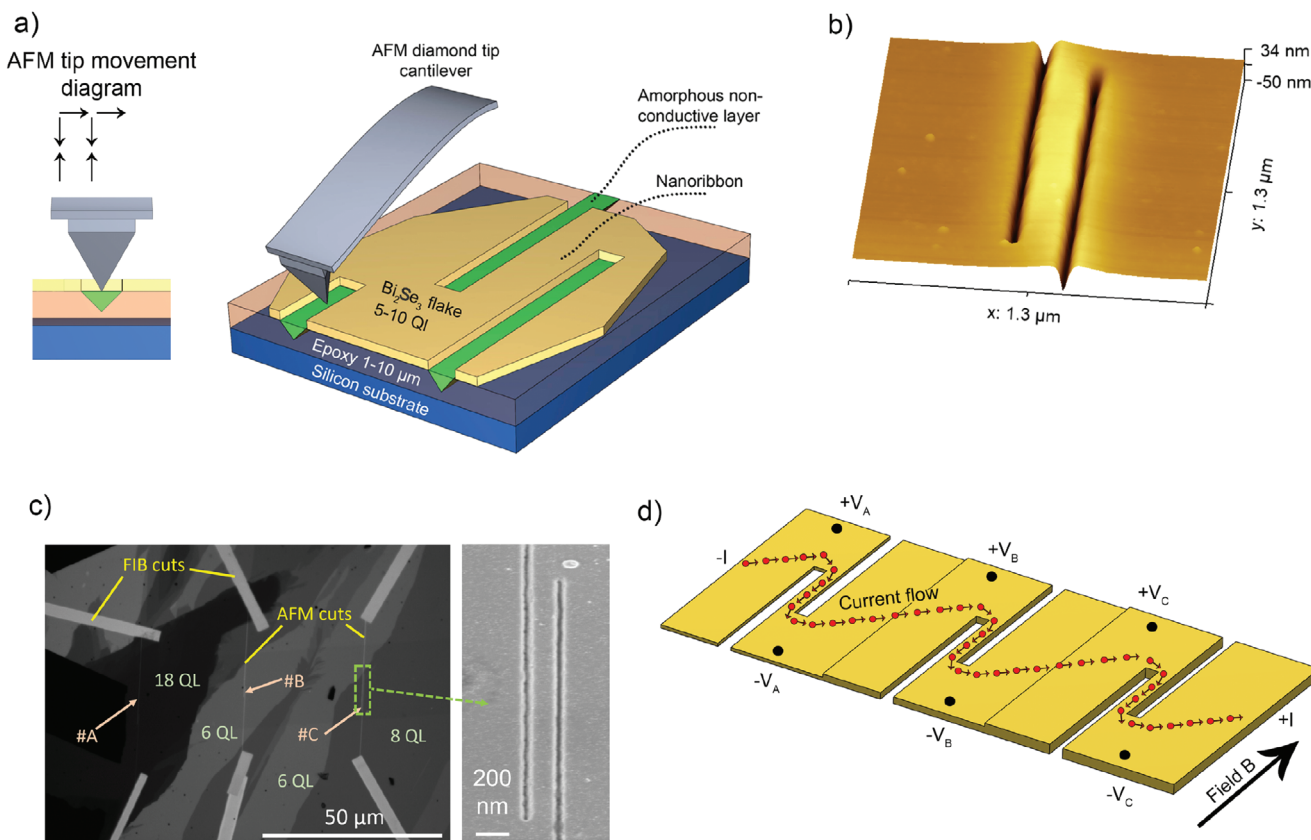 a)
AFM tip movement
diagram
AFM diamond tip
cantilever
Amorphous non-
conductive layer
Nanoribbon
Bi2Se3 flake
5-10 Ql
Epoxy 1-10 µm
Silicon substrate
b)
34 nm
-50 nm
y: 1.3 µm
x: 1.3 µm
c)
FIB cuts
AFM cuts
18 QL
#B
#A
6 QL
#C
8 QL
6 QL
50 µm
200
nm
d)
+VA
-I
+VB
Current flow
+VC
-VA
-VB
+I
-VC
Field B